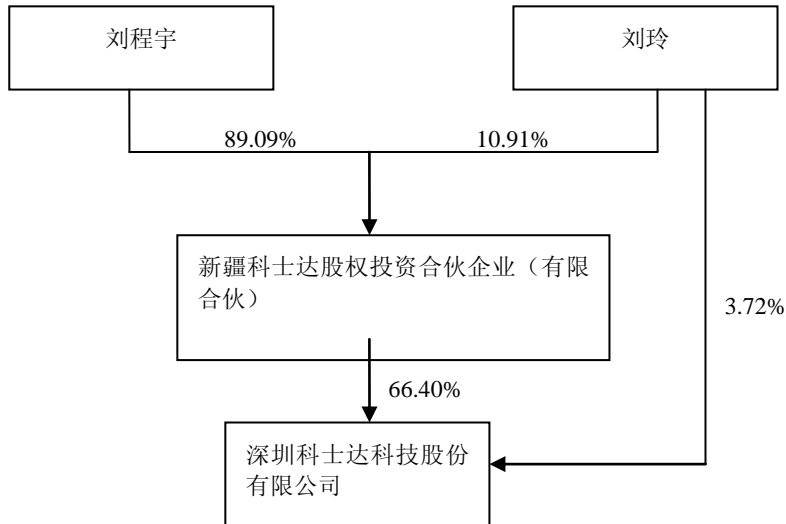 刘程宇
刘玲
89.09%
10.91%
新疆科士达股权投资合伙企业（有限
合伙）
3.72%
66.40%
深圳科士达科技股份
有限公司